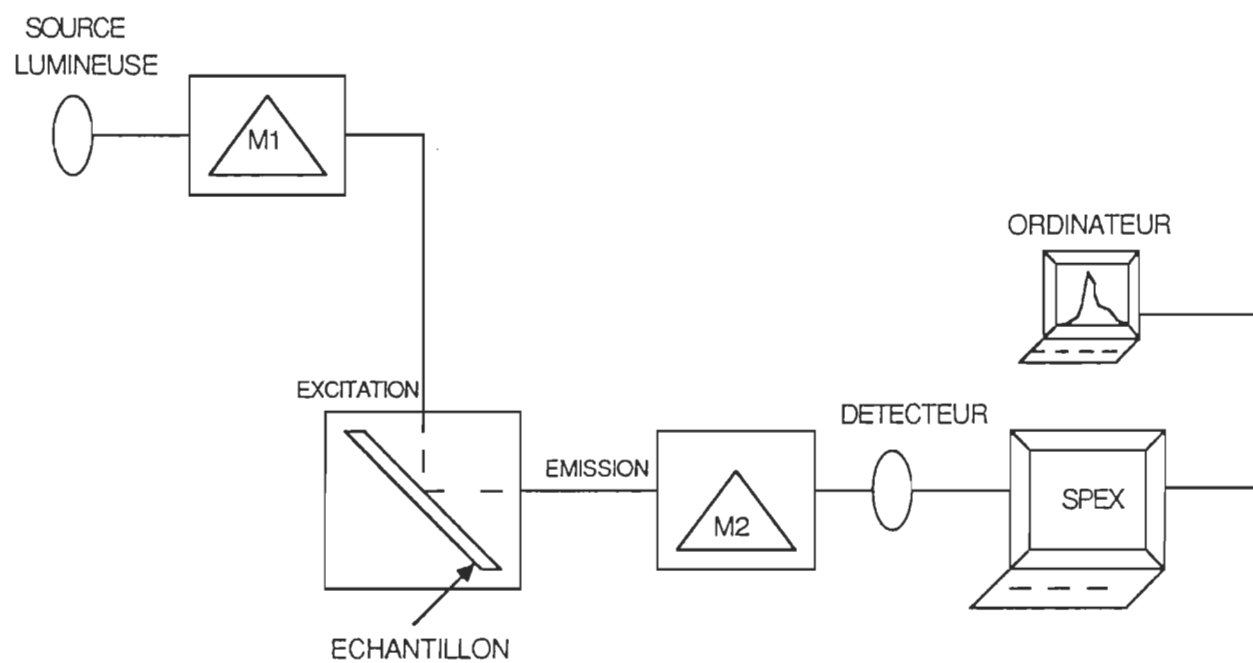 SOURCE
LUMINEUSE
M1
ORDINATEUR
EXCITATION
DETECTEUR
EMISSION
M2
SPEX
ECHANTILLON